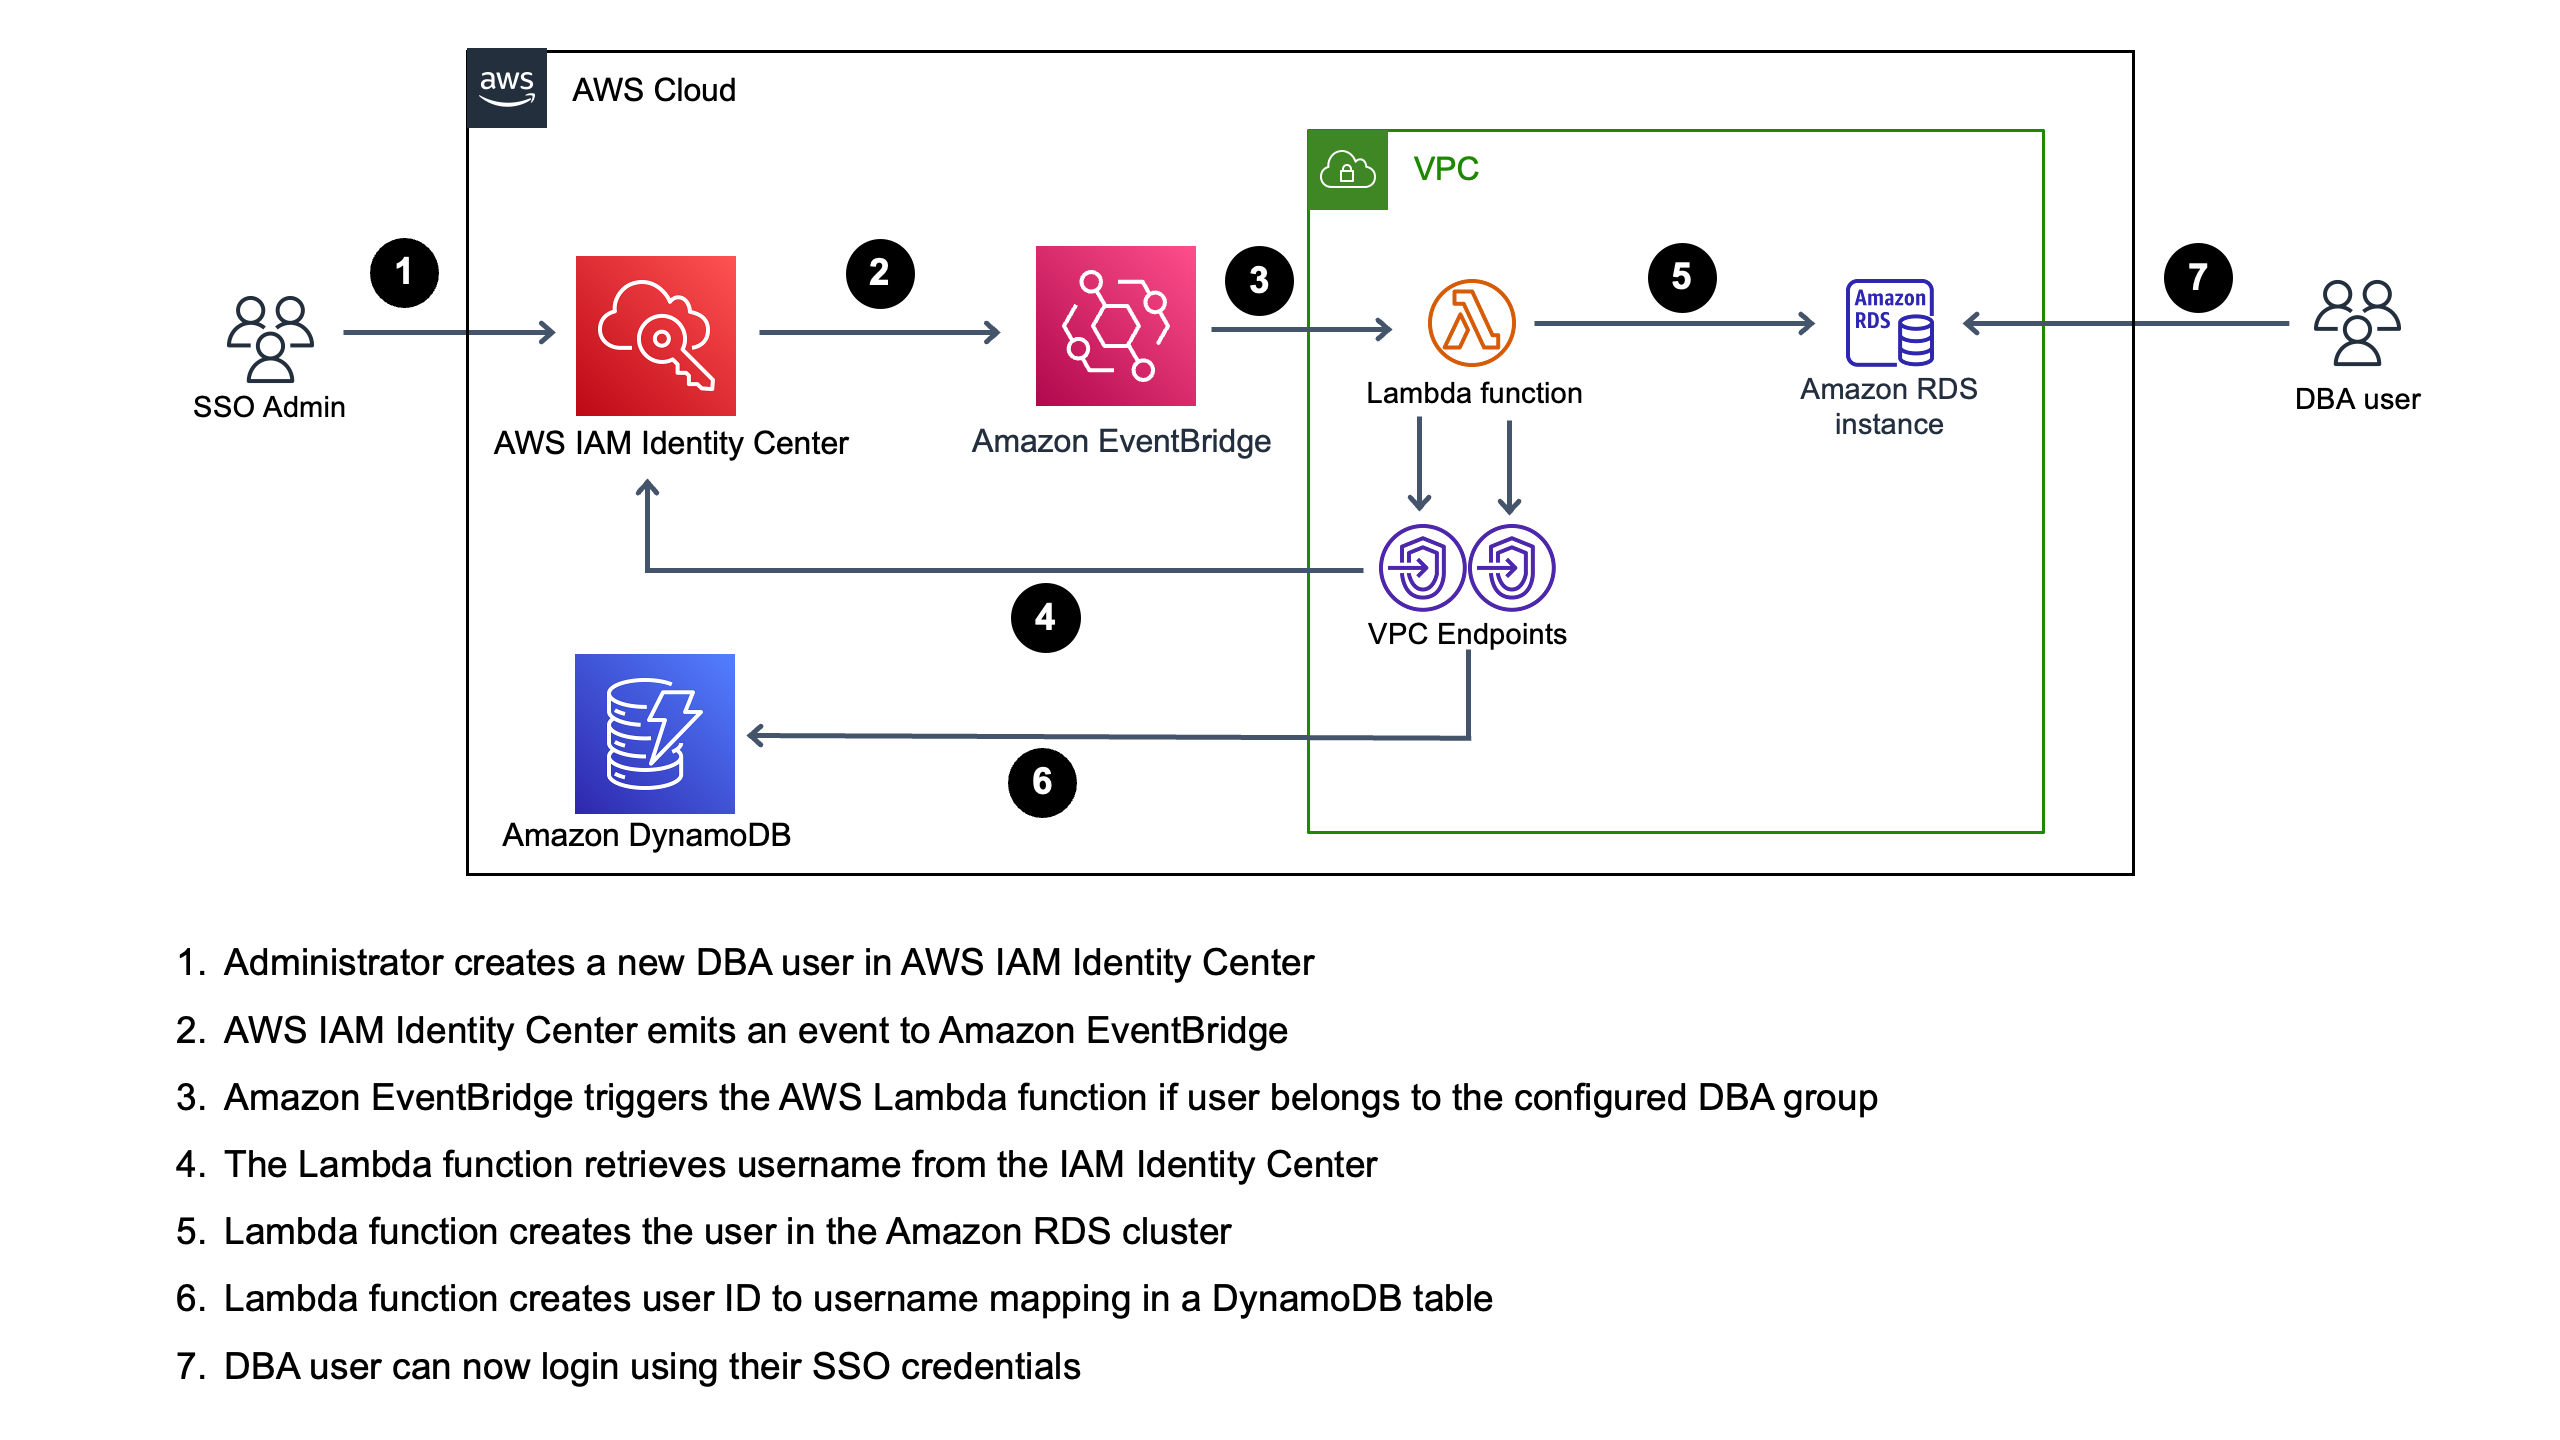 aws
AWS Cloud
VPC
1
2
3
5
7
Amazon
RDS
SSO Admin
AWS IAM Identity Center
Amazon EventBridge
Lambda function
Amazon RDS
instance
DBA user
4
VPC Endpoints
6
Amazon DynamoDB
1. Administrator creates a new DBA user in AWS IAM Identity Center
2. AWS IAM Identity Center emits an event to Amazon EventBridge
3. Amazon EventBridge triggers the AWS Lambda function if user belongs to the configured DBA group
4. The Lambda function retrieves username from the IAM Identity Center
5. Lambda function creates the user in the Amazon RDS cluster
6. Lambda function creates user ID to username mapping in a DynamoDB table
7. DBA user can now login using their SSO credentials